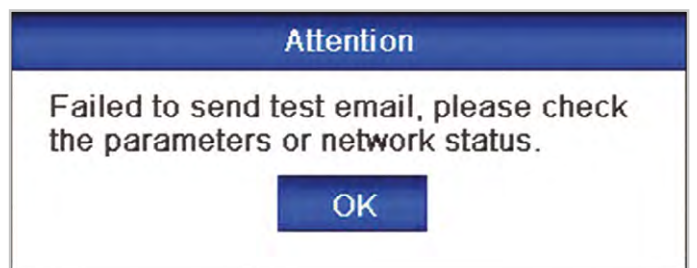 Attention
Failed to send test email, please check
the parameters or network status.
OK